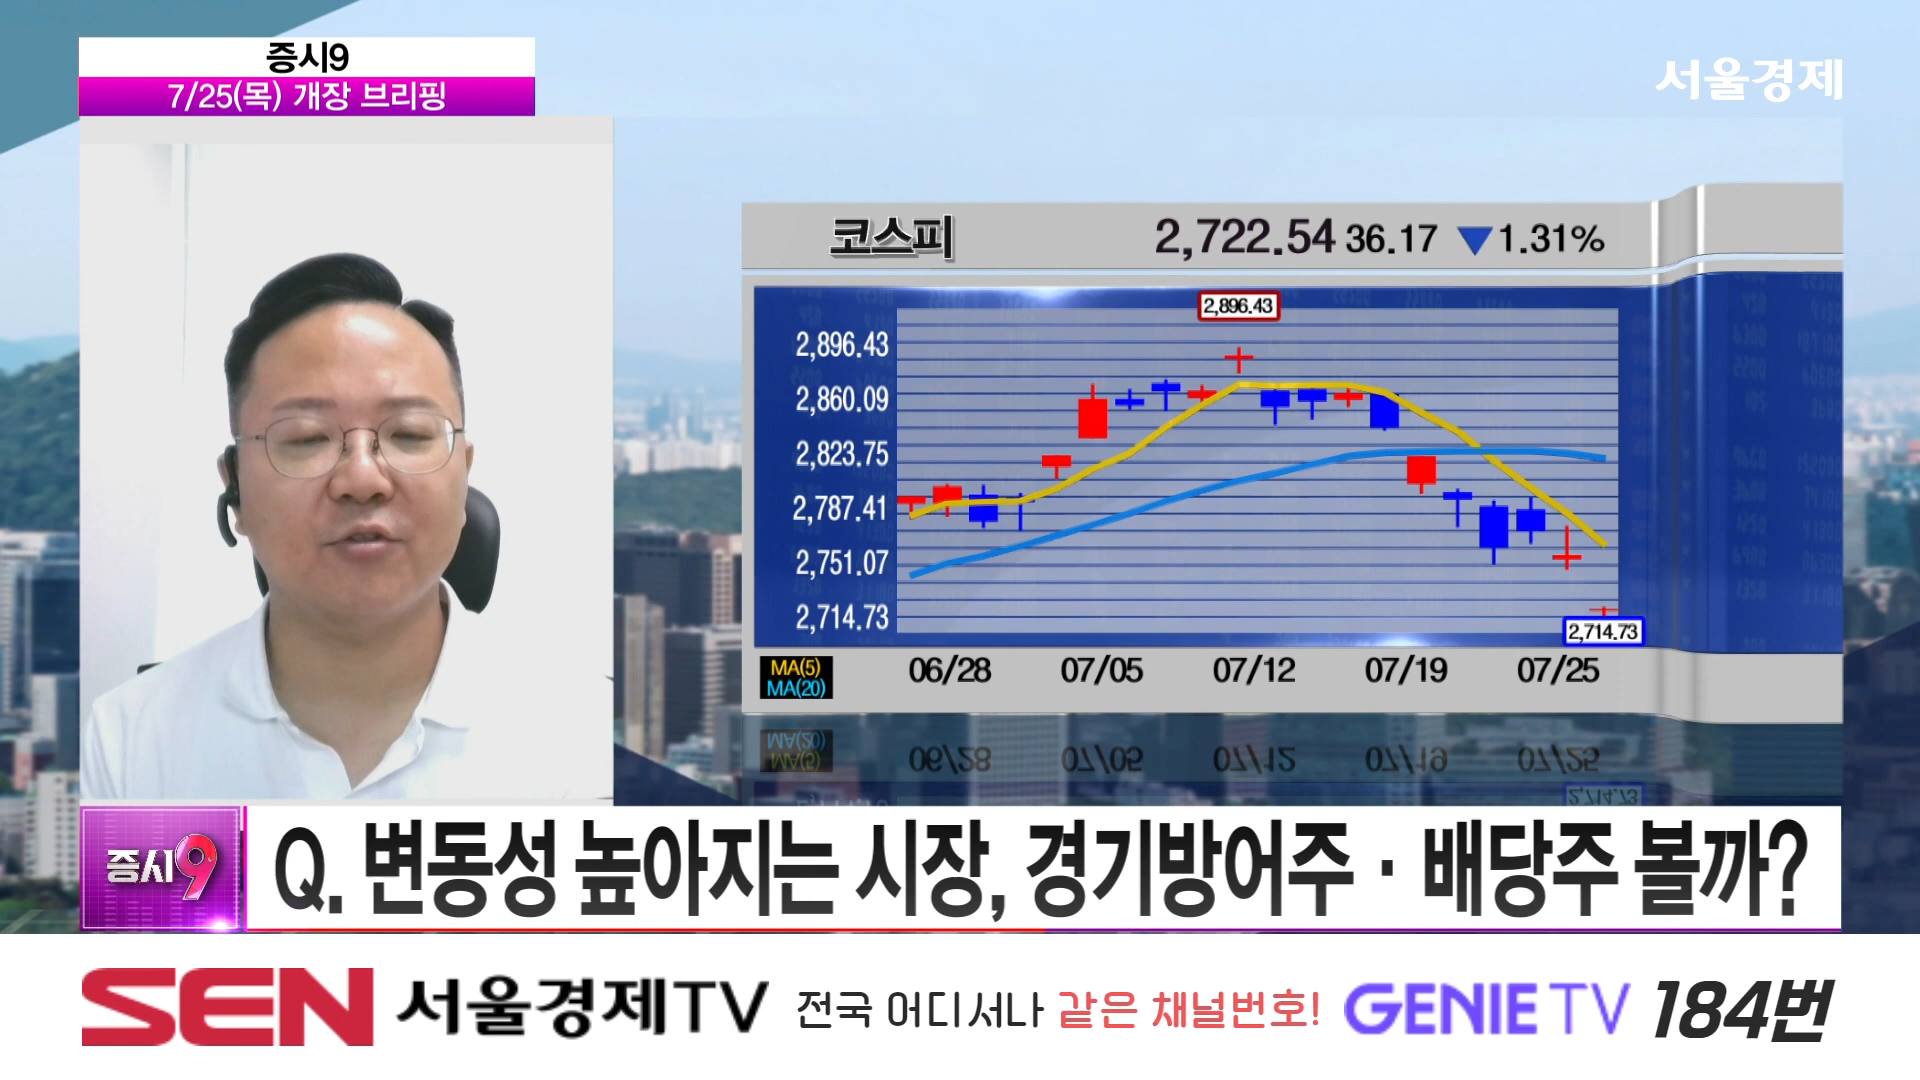 증시9
7/25(목) 개장 브리핑
서울경제
코스피 2,722.54 36.17 ▼1.31%
2,896.43
2,896.43
2,860.09
2,823.75
2,787.41
2,751.07
2,714.73
2,714.73
MA(5)
MA(20)
06/28 07/05 07/12 07/19 07/25
증시9
Q. 변동성 높아지는 시장, 경기방어주 · 배당주 볼까?
SEN 서울경제TV 전국 어디서나 같은 채널번호! GENIE TV 184번